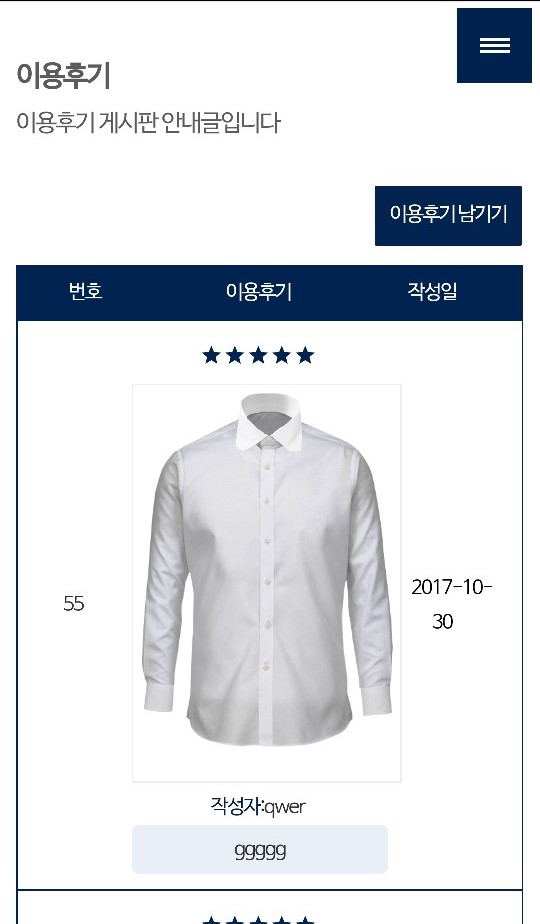 이용후기
이용후기 게시판 안내글입니다
이용후기 남기기
번호 이용후기 작성일
★★★★★
55
2017-10-
30
작성자:qwer
ggggg
★★★★★